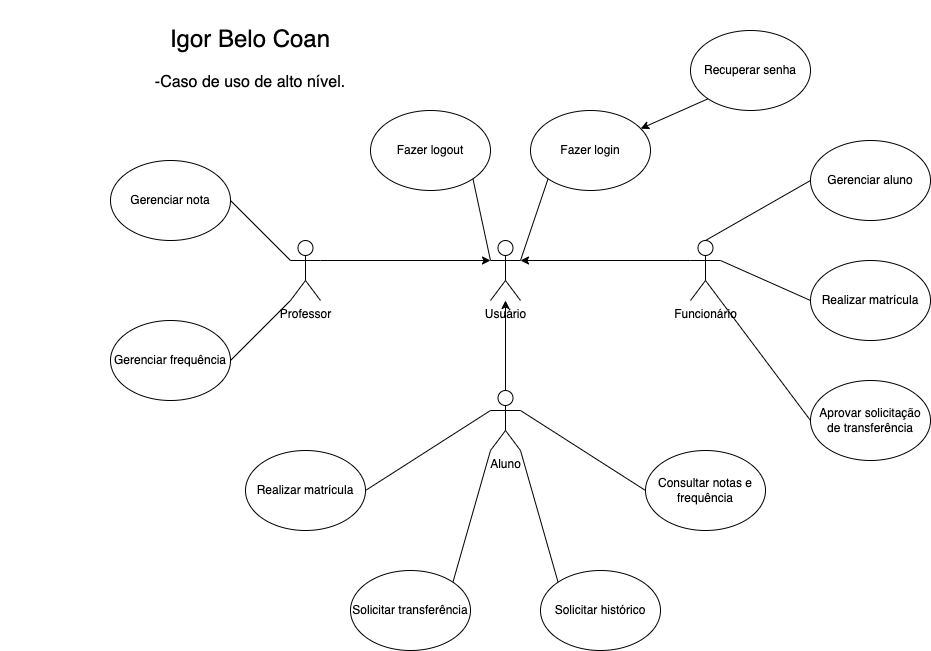 Igor Belo Coan
-Caso de uso de alto nível.
Recuperar senha
Fazer logout
Fazer login
Gerenciar aluno
Gerenciar nota
Realizar matrícula
Professor
Usuário
Funcionário
Gerenciar frequência
Aprovar solicitação
de transferência
Aluno
Realizar matrícula
Consultar notas e
frequência
Solicitar transferência
Solicitar histórico